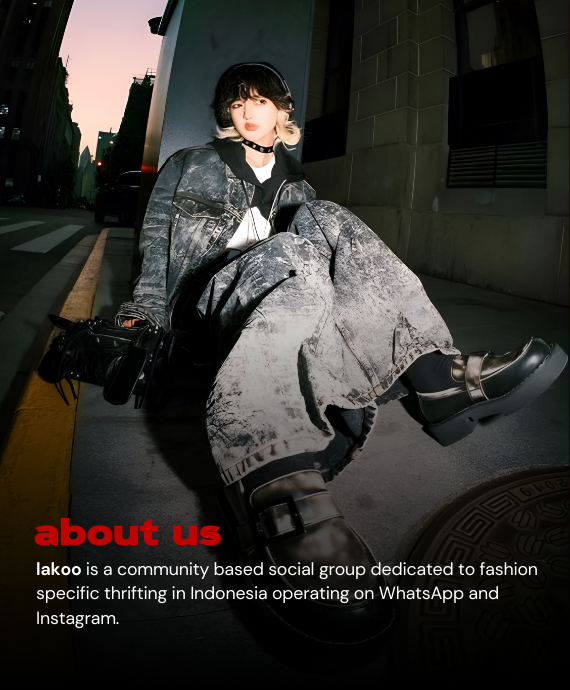 about us
lakoo is a community based social group dedicated to fashion
specific thrifting in Indonesia operating on WhatsApp and
Instagram.